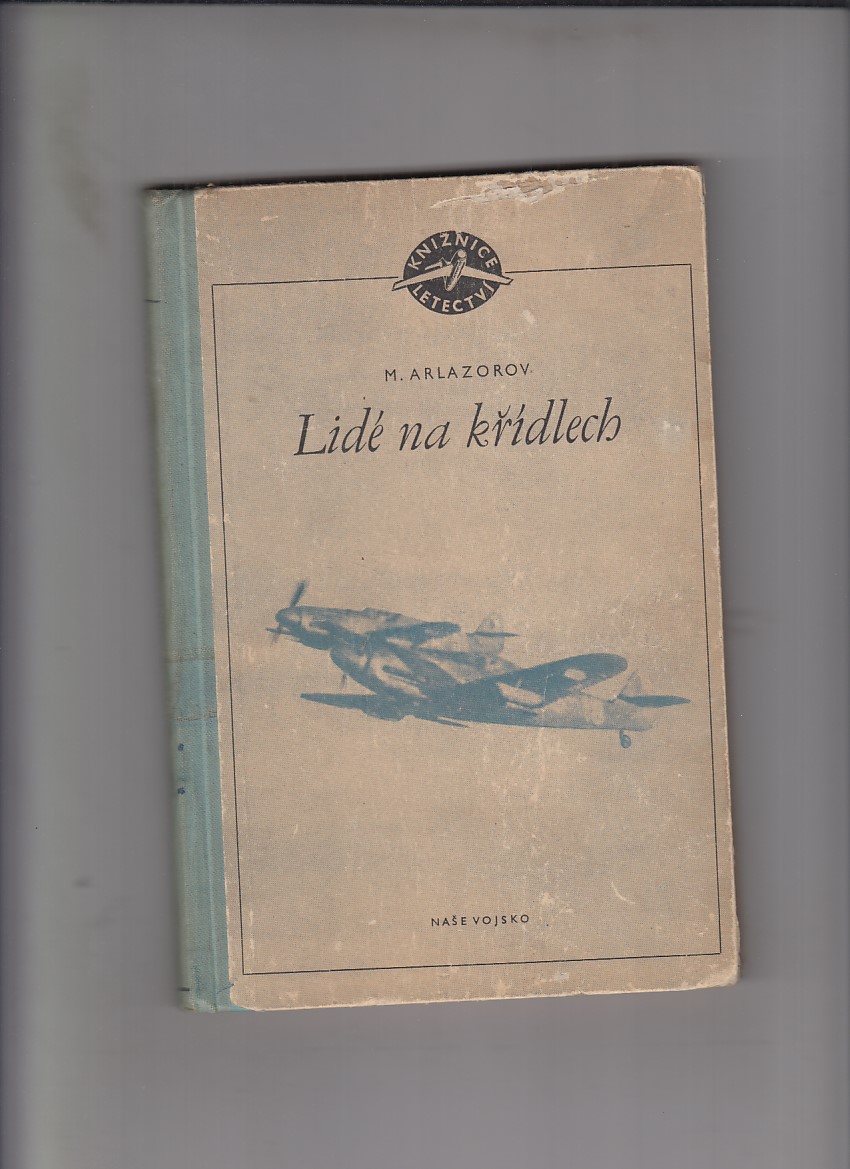 KNIŽNICE
LETECTVÍ
M. ARLAZOROV
Lidé na křídlech
NAŠE VOJSKO